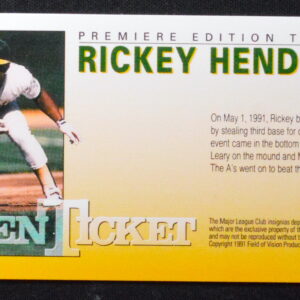 PREMIERE EDITION T
RICKEY HEND
On May 1, 1991, Rickey b
by stealing third base for c
event came in the bottom
Leary on the mound and M
The A's went on to beat th
EN TICKET
The Major League Club insignias dep
which are the exclusive property of th
and may not be reproduced without t
Copyright 1991 Field of Vision Produc